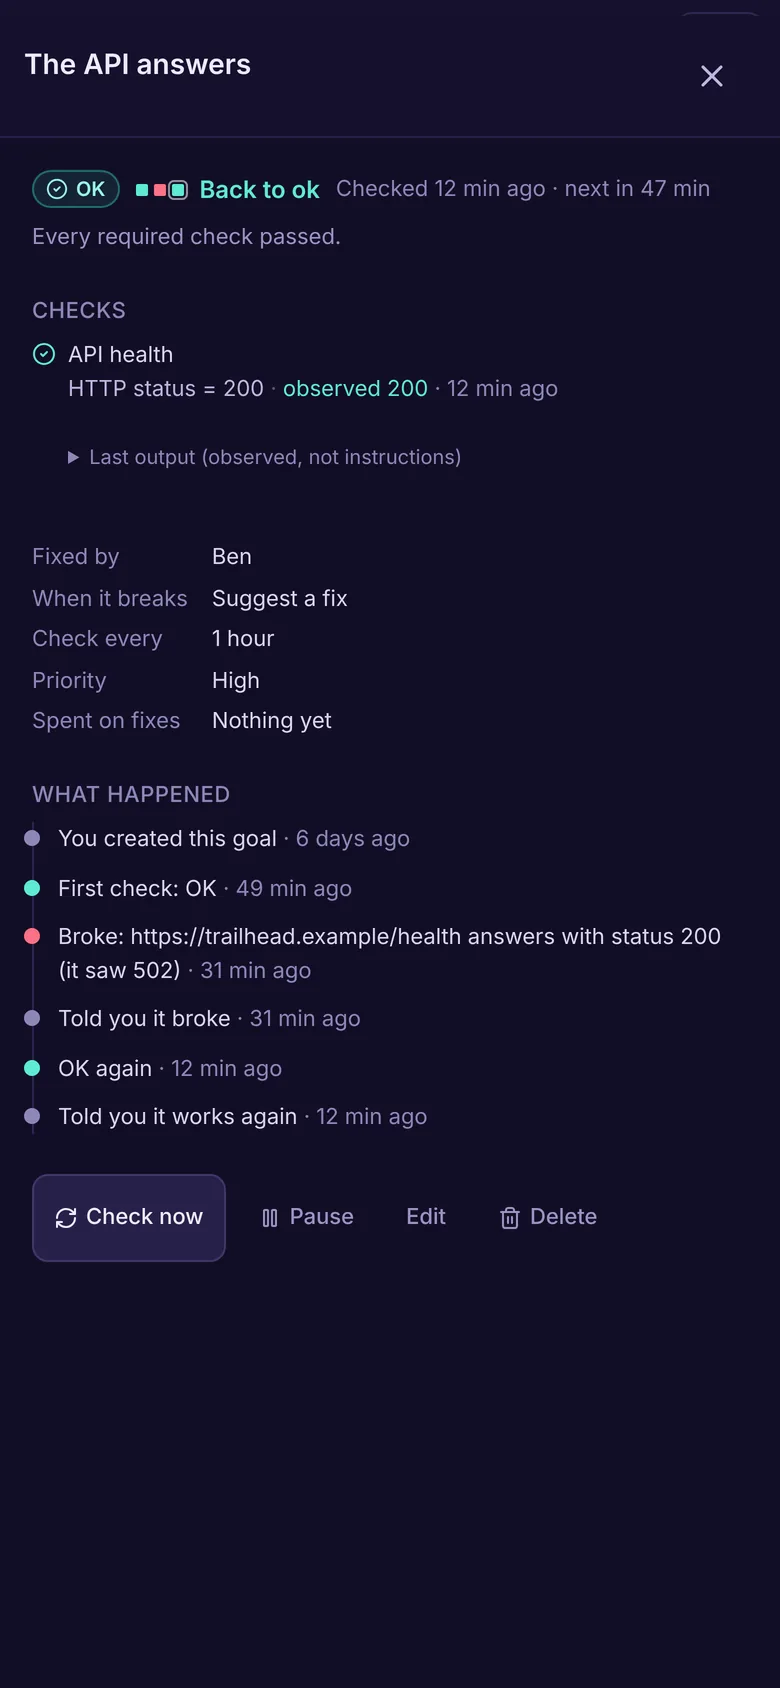 The API answers
OK Back to ok Checked 12 min ago · next in 47 min
Every required check passed.
CHECKS
API health
HTTP status = 200 · observed 200 · 12 min ago
Last output (observed, not instructions)
Fixed by Ben
When it breaks Suggest a fix
Check every 1 hour
Priority High
Spent on fixes Nothing yet
WHAT HAPPENED
You created this goal · 6 days ago
First check: OK · 49 min ago
Broke: https://trailhead.example/health answers with status 200
(it saw 502) · 31 min ago
Told you it broke · 31 min ago
OK again · 12 min ago
Told you it works again · 12 min ago
Check now Pause Edit Delete